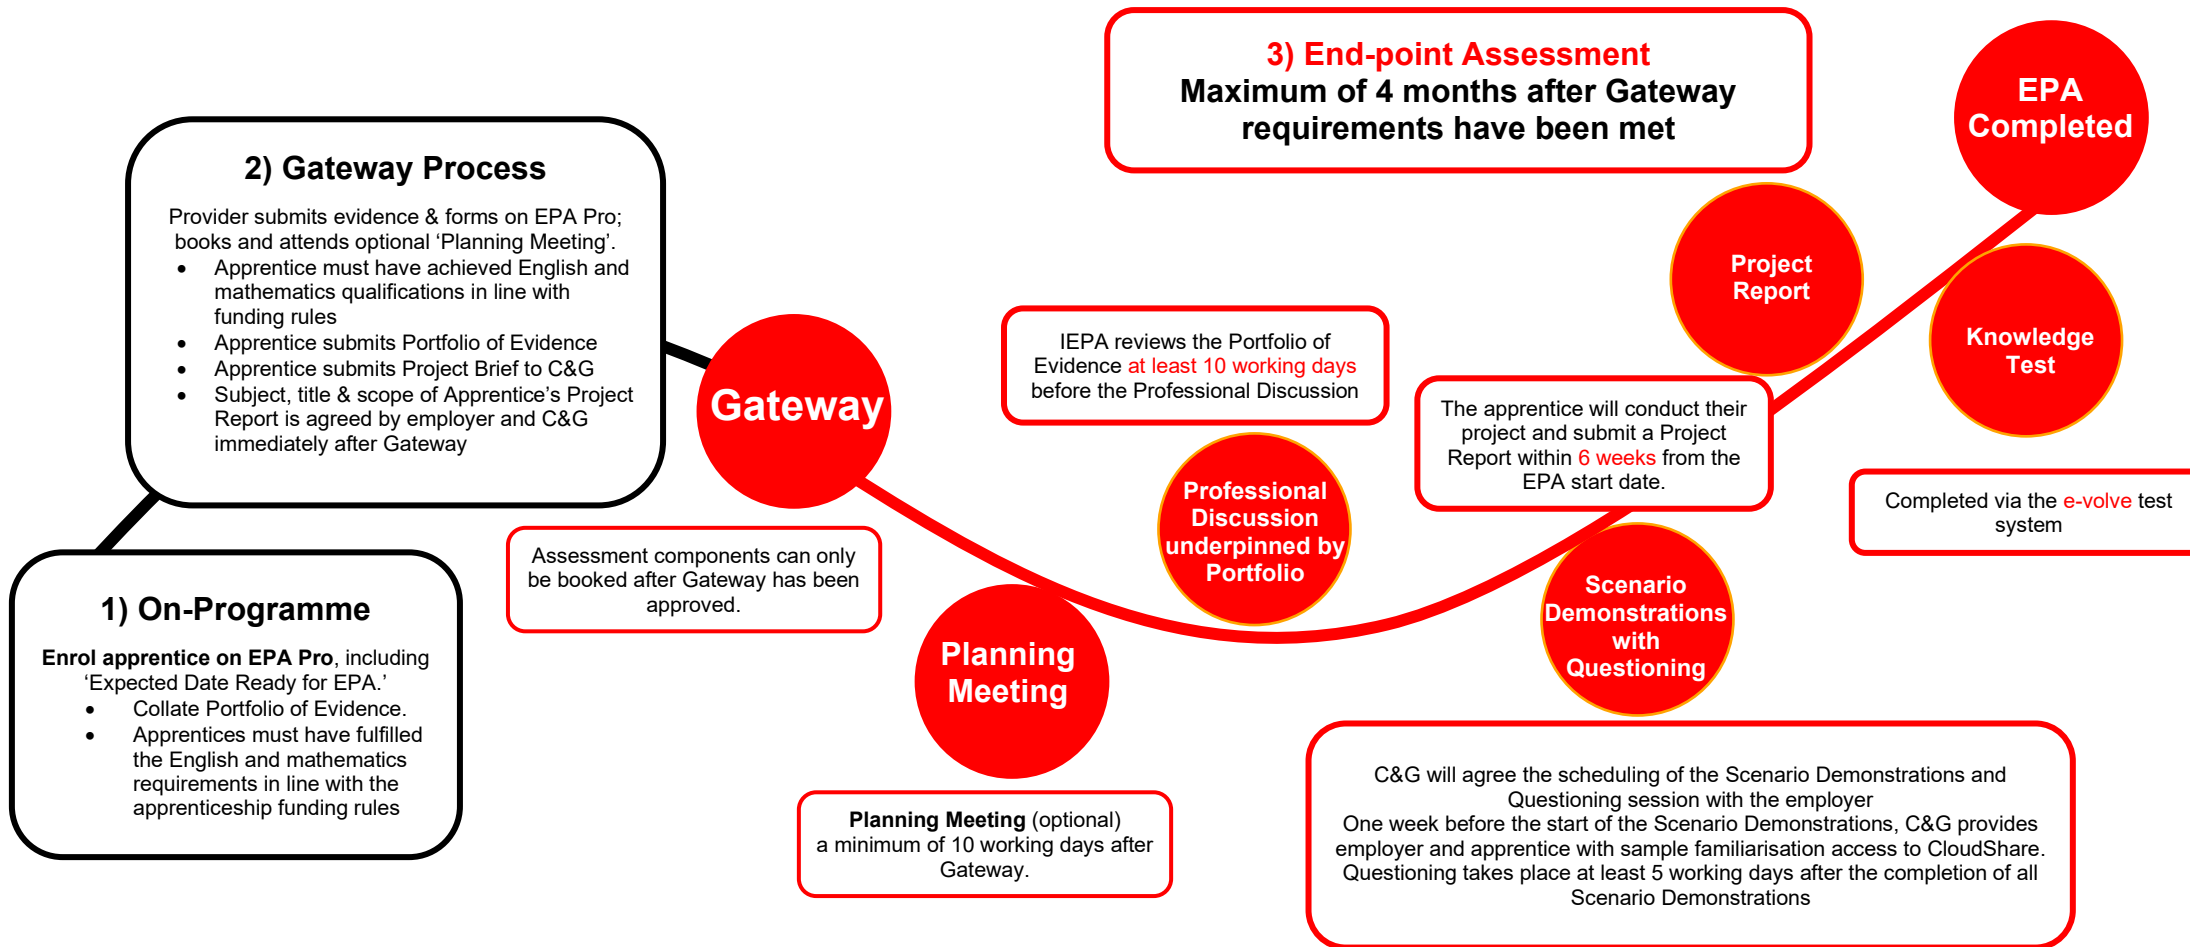 1) On-Programme
Enrol apprentice on EPA Pro, including
‘Expected Date Ready for EPA.’
• Collate Portfolio of Evidence.
• Apprentices must have fulfilled
the English and mathematics
requirements in line with the
apprenticeship funding rules
2) Gateway Process
Provider submits evidence & forms on EPA Pro;
books and attends optional ‘Planning Meeting’.
• Apprentice must have achieved English and
mathematics qualifications in line with
funding rules
• Apprentice submits Portfolio of Evidence
• Apprentice submits Project Brief to C&G
• Subject, title & scope of Apprentice’s Project
Report is agreed by employer and C&G
immediately after Gateway
Gateway
Assessment components can only
be booked after Gateway has been
approved.
3) End-point Assessment
Maximum of 4 months after Gateway
requirements have been met
Planning
Meeting
Planning Meeting (optional)
a minimum of 10 working days after
Gateway.
IEPA reviews the Portfolio of
Evidence at least 10 working days
before the Professional Discussion
Professional
Discussion
underpinned by
Portfolio
Scenario
Demonstrations
with
Questioning
C&G will agree the scheduling of the Scenario Demonstrations and
Questioning session with the employer
One week before the start of the Scenario Demonstrations, C&G provides
employer and apprentice with sample familiarisation access to CloudShare.
Questioning takes place at least 5 working days after the completion of all
Scenario Demonstrations
Project
Report
The apprentice will conduct their
project and submit a Project
Report within 6 weeks from the
EPA start date.
Knowledge
Test
Completed via the e-volve test
system
EPA
Completed